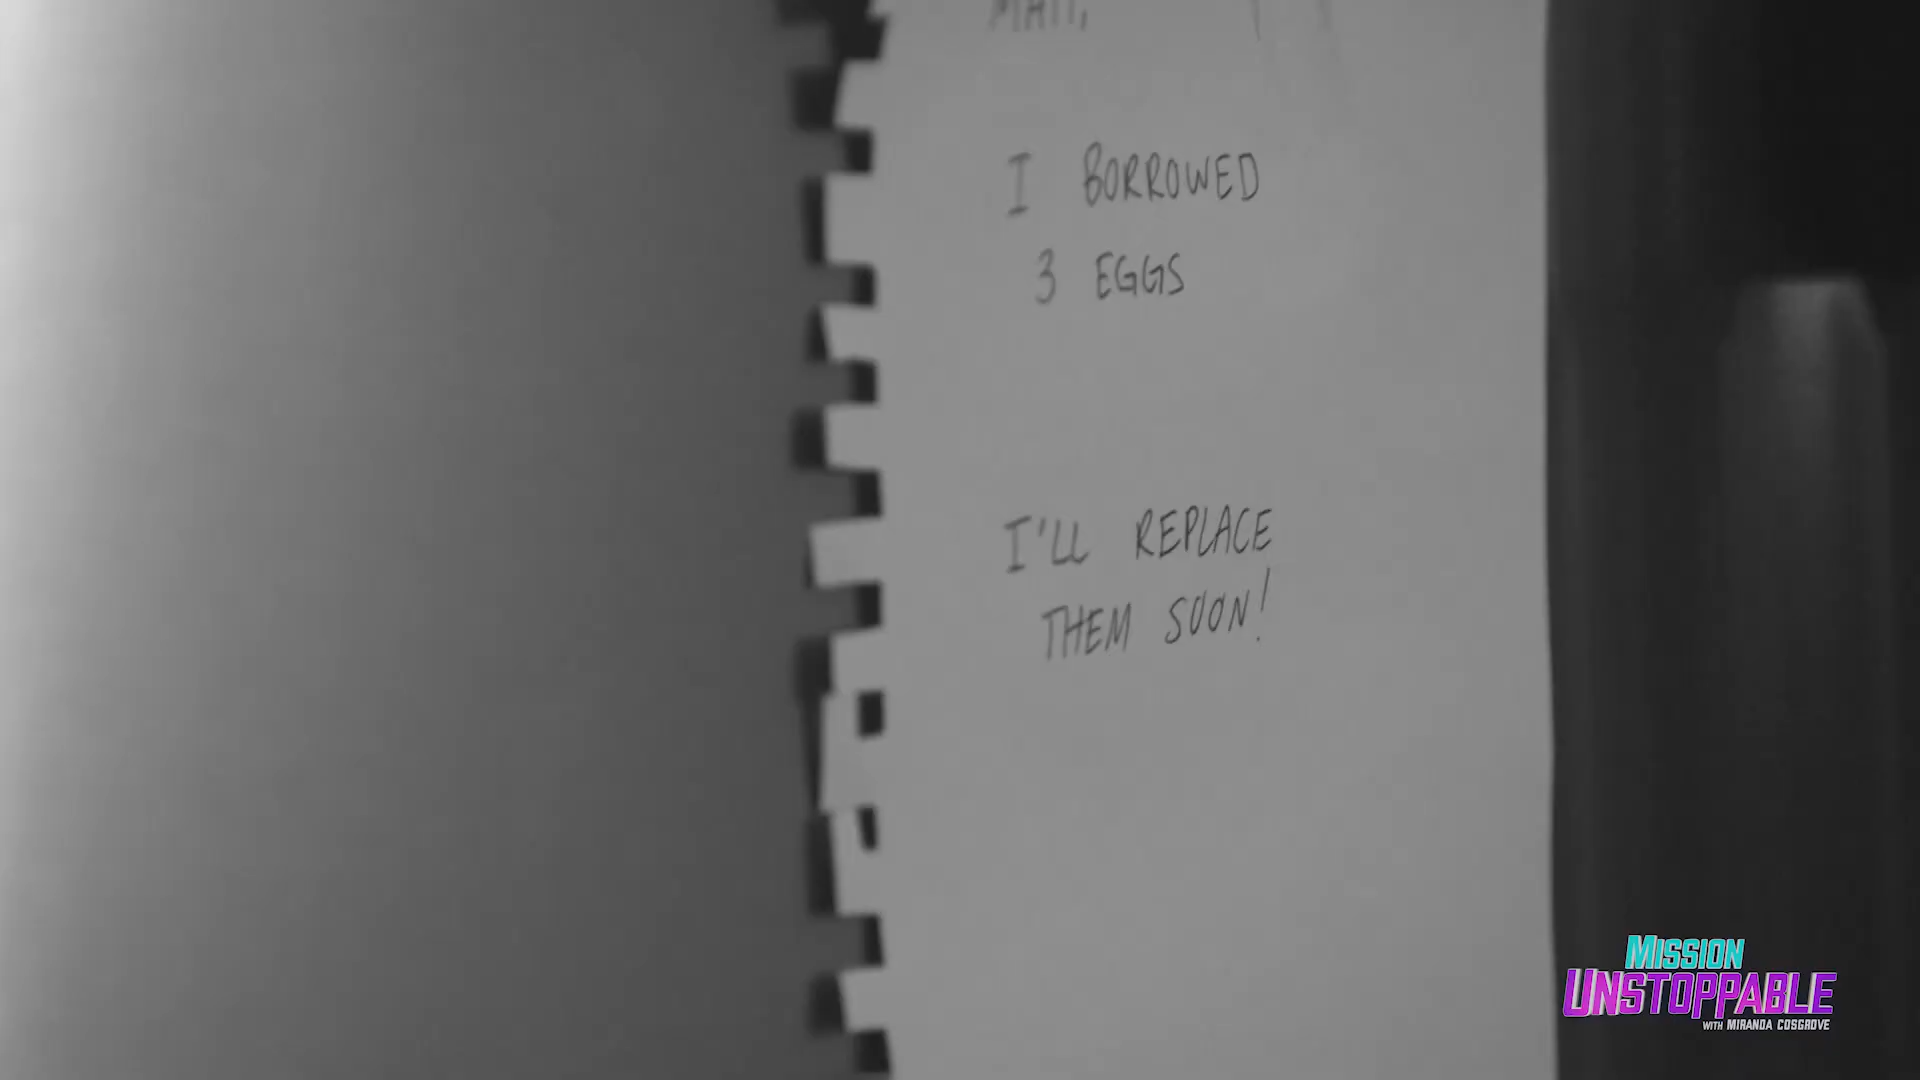 I BORROWED
3 EGGS
I'LL REPLACE
THEM SOON!
MISSION
UNSTOPPABLE
WITH MIRANDA COSGROVE